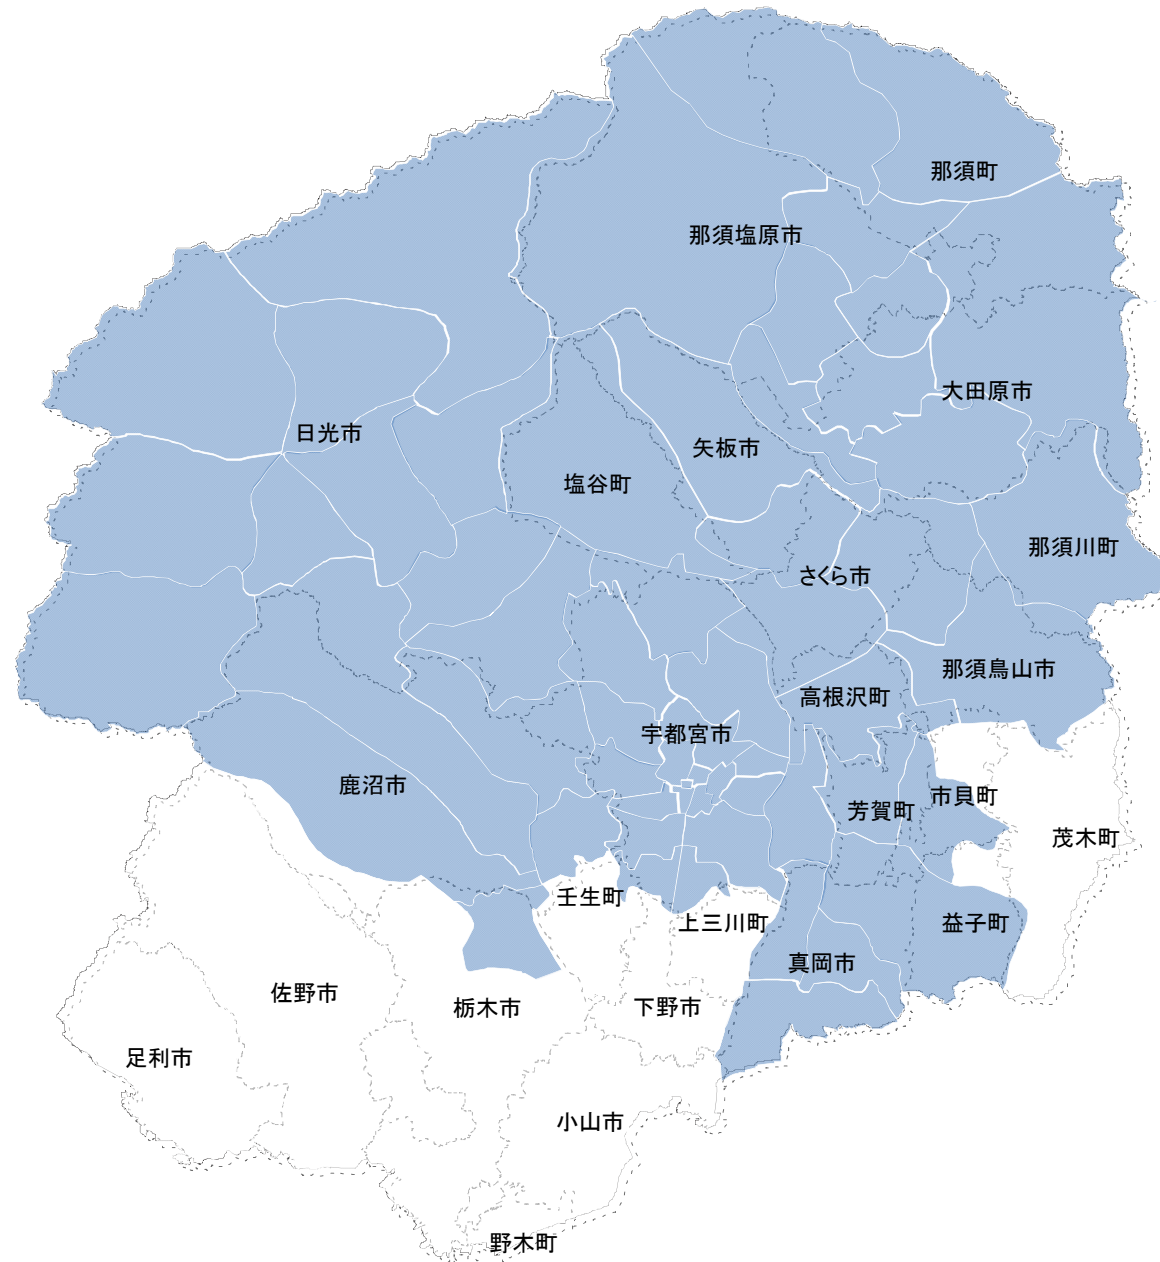 那須町
那須塩原市
大田原市
日光市
矢板市
塩谷町
那須川町
さくら市
那須烏山市
高根沢町
宇都宮市
鹿沼市
市貝町
芳賀町
茂木町
壬生町
上三川町
益子町
真岡市
佐野市
栃木市
下野市
足利市
小山市
野木町